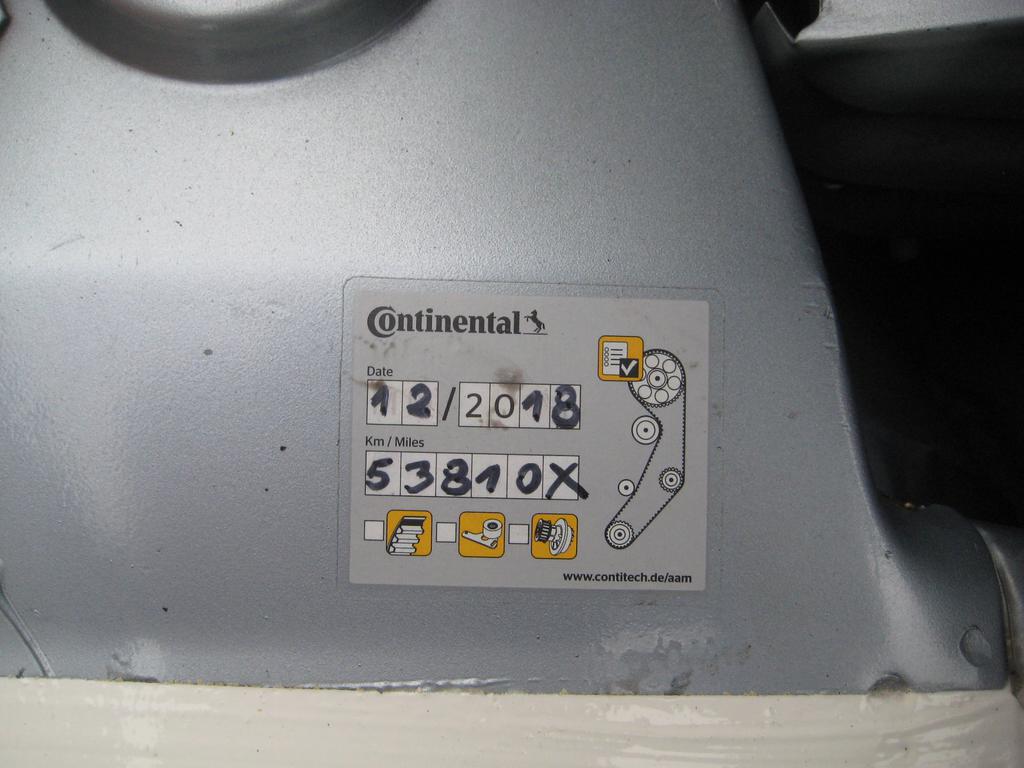 Continental
Date
12/2018
Km / Miles
53810X
www.contitech.de/aam